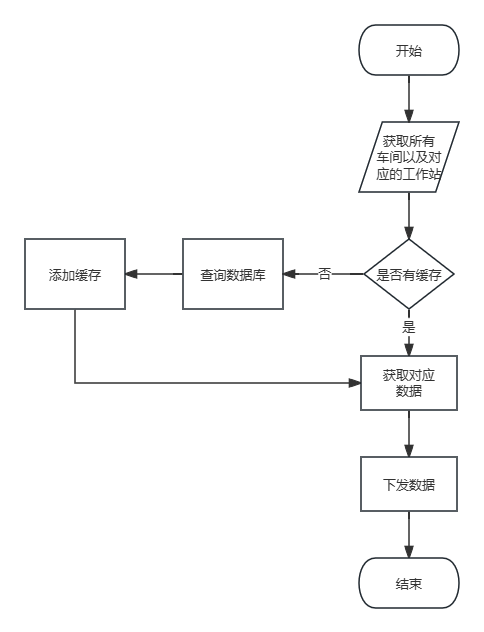 开始
获取所有
车间以及对
应的工作站
添加缓存
查询数据库
否
是否有缓存
是
获取对应
数据
下发数据
结束